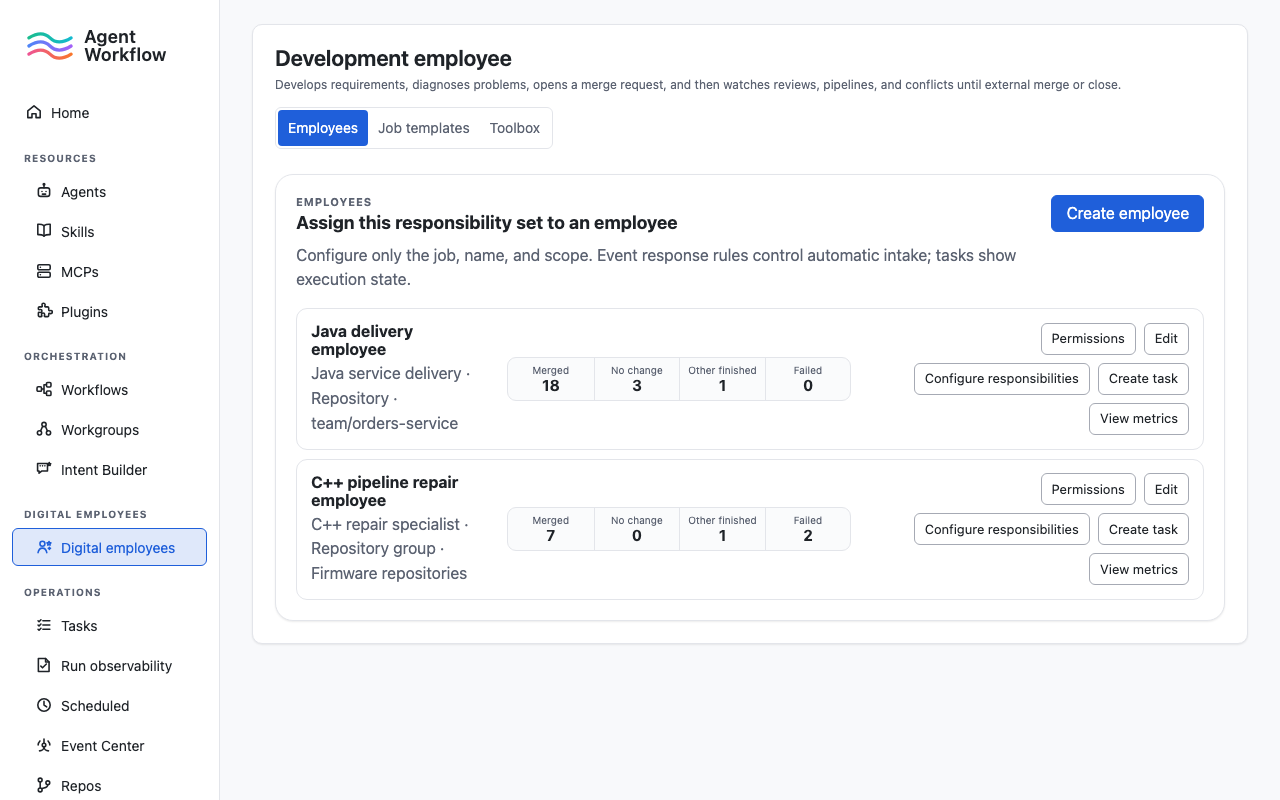 Agent
Workflow
Home
RESOURCES
Agents
Skills
MCPs
Plugins
ORCHESTRATION
Workflows
Workgroups
Intent Builder
DIGITAL EMPLOYEES
Digital employees
OPERATIONS
Tasks
Run observability
Scheduled
Event Center
Repos
Development employee
Develops requirements, diagnoses problems, opens a merge request, and then watches reviews, pipelines, and conflicts until external merge or close.
Employees Job templates Toolbox
EMPLOYEES
Assign this responsibility set to an employee
Create employee
Configure only the job, name, and scope. Event response rules control automatic intake; tasks show
execution state.
Java delivery
employee
Java service delivery ·
Repository ·
team/orders-service
Merged No change Other finished Failed
18 3 1 0
Permissions Edit
Configure responsibilities Create task
View metrics
C++ pipeline repair
employee
C++ repair specialist ·
Repository group ·
Firmware repositories
Merged No change Other finished Failed
7 0 1 2
Permissions Edit
Configure responsibilities Create task
View metrics